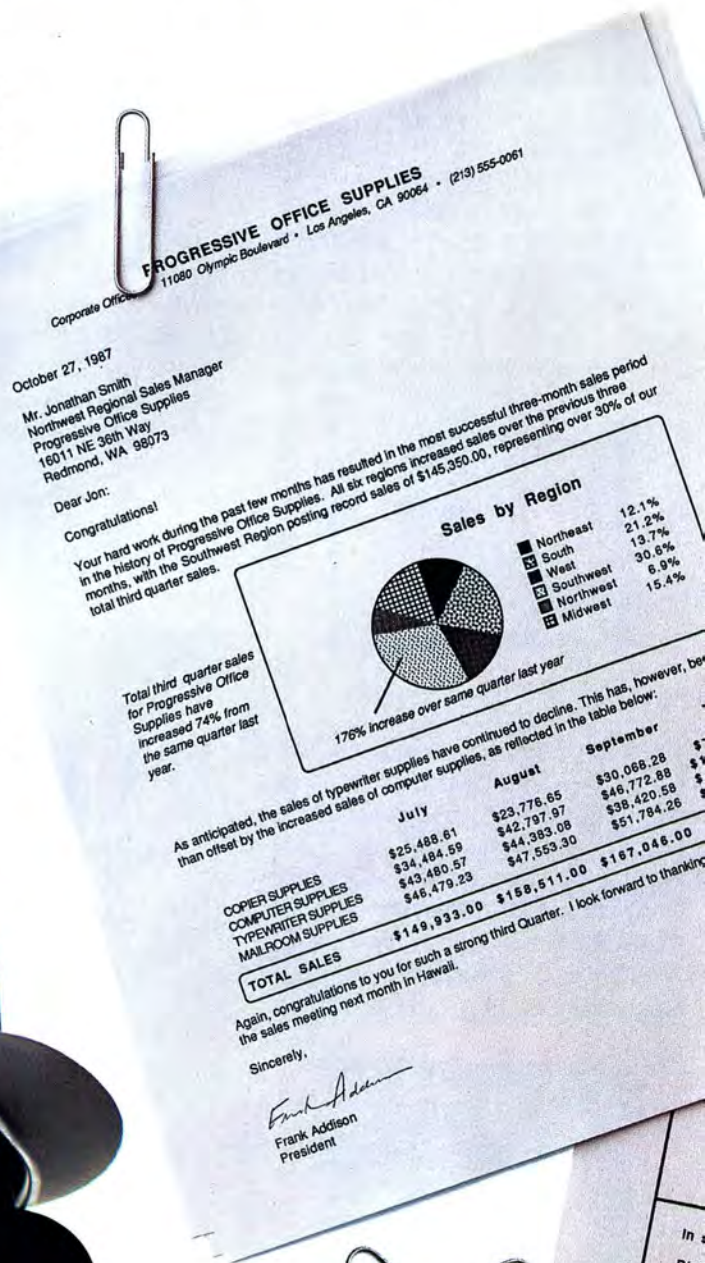 PROGRESSIVE OFFICE SUPPLIES
Corporate Offices 11080 Olympic Boulevard • Los Angeles, CA 90064 • (213) 555-0061
October 27, 1987
Mr. Jonathan Smith
Northwest Regional Sales Manager
Progressive Office Supplies
16011 NE 36th Way
Redmond, WA 98073
Dear Jon:
Congratulations!
Your hard work during the past few months has resulted in the most successful three-month sales period
in the history of Progressive Office Supplies. All six regions increased sales over the previous three
months, with the Southwest Region posting record sales of $145,350.00, representing over 30% of our
total third quarter sales.
Sales by Region
Northeast 12.1%
South 21.2%
West 13.7%
Southwest 30.6%
Northwest 6.9%
Midwest 15.4%
176% increase over same quarter last year
Total third quarter sales
for Progressive Office
Supplies have
increased 74% from
the same quarter last
year.
As anticipated, the sales of typewriter supplies have continued to decline. This has, however,
than offset by the increased sales of computer supplies, as reflected in the table below:
July August September
COPIER SUPPLIES $25,488.61 $23,776.65 $30,068.28
COMPUTER SUPPLIES $34,484.59 $42,797.97 $46,772.88
TYPEWRITER SUPPLIES $43,480.57 $44,383.08 $38,420.58
MAILROOM SUPPLIES $46,479.23 $47,553.30 $51,784.26
TOTAL SALES $149,933.00 $158,511.00 $167,046.00
Again, congratulations to you for such a strong third Quarter. I look forward to thanking
the sales meeting next month in Hawaii.
Sincerely,
Frank Addison
Frank Addison
President
In